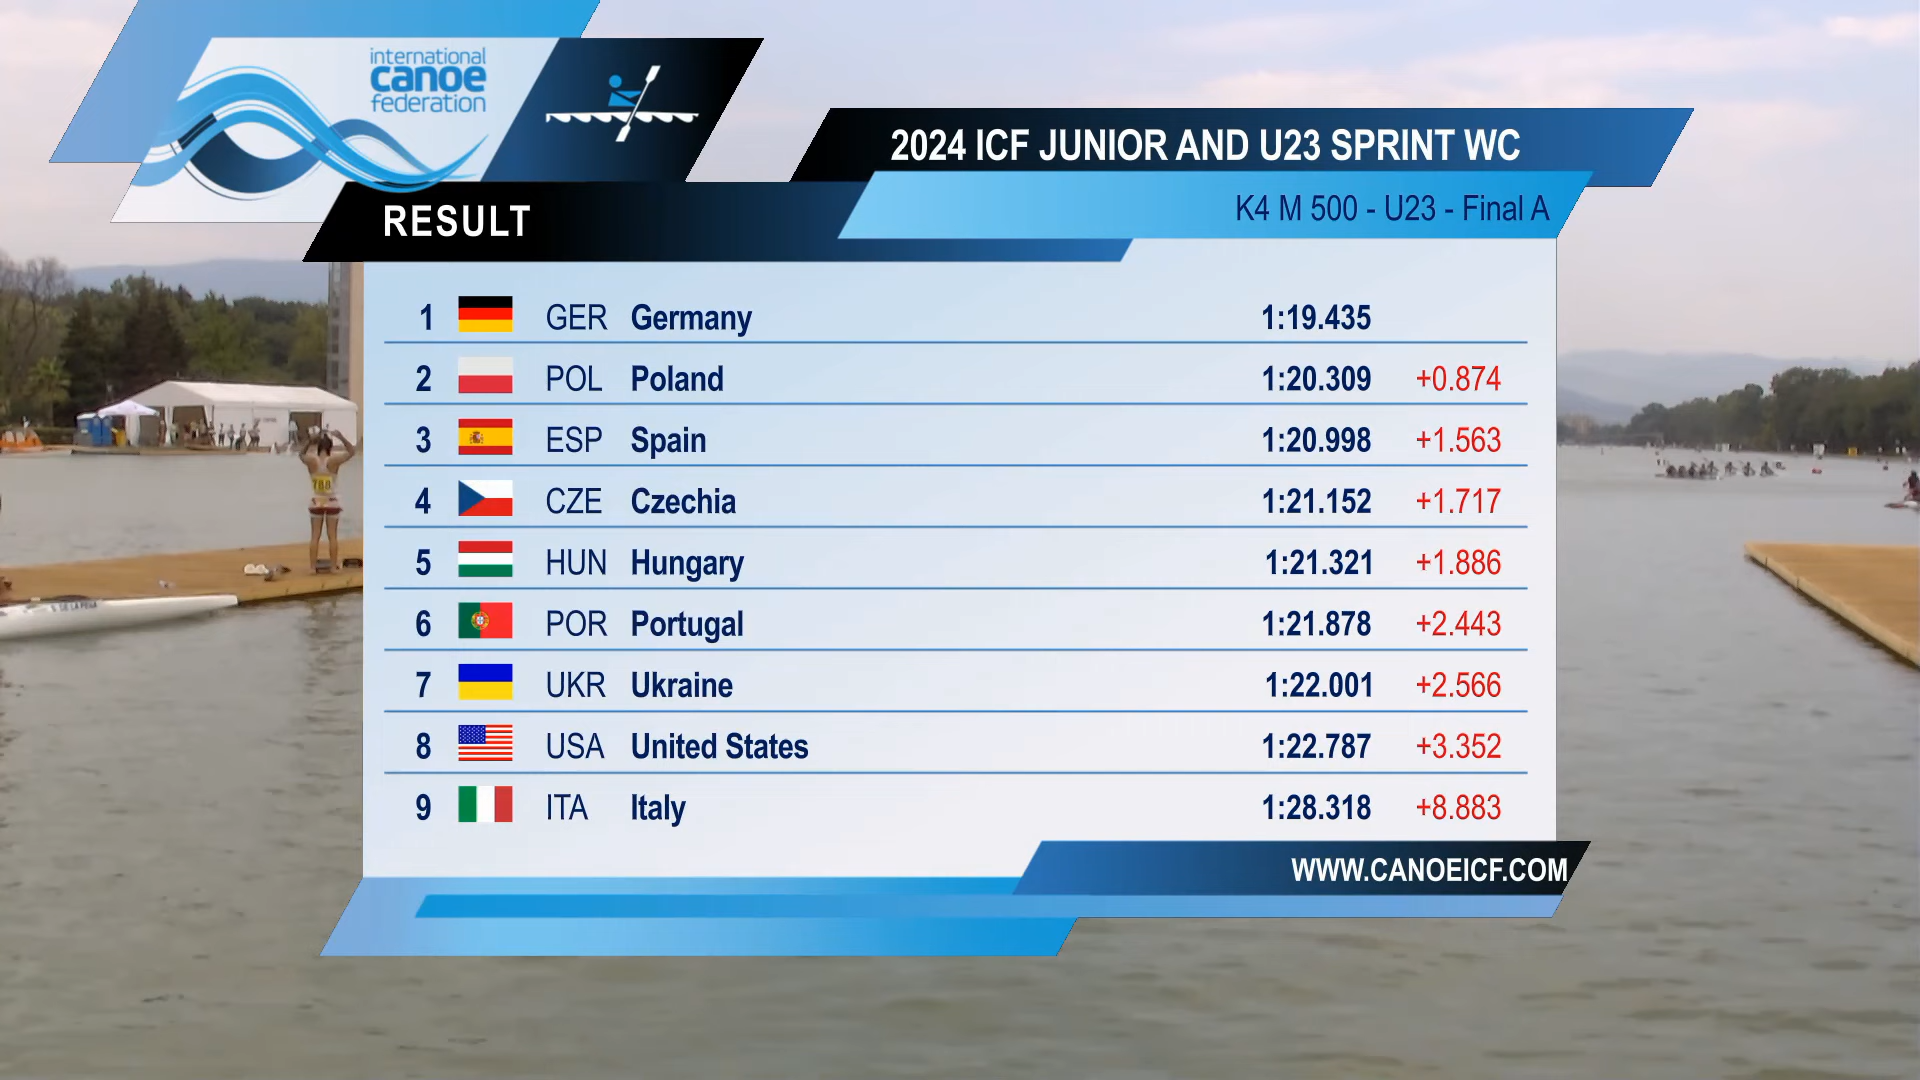 international
canoe
federation
2024 ICF JUNIOR AND U23 SPRINT WC
RESULT
K4 M 500 - U23 - Final A
1 GER Germany 1:19.435
2 POL Poland 1:20.309 +0.874
3 ESP Spain 1:20.998 +1.563
4 CZE Czechia 1:21.152 +1.717
5 HUN Hungary 1:21.321 +1.886
6 POR Portugal 1:21.878 +2.443
7 UKR Ukraine 1:22.001 +2.566
8 USA United States 1:22.787 +3.352
9 ITA Italy 1:28.318 +8.883
788
DE LA PEÑA
WWW.CANOEICF.COM